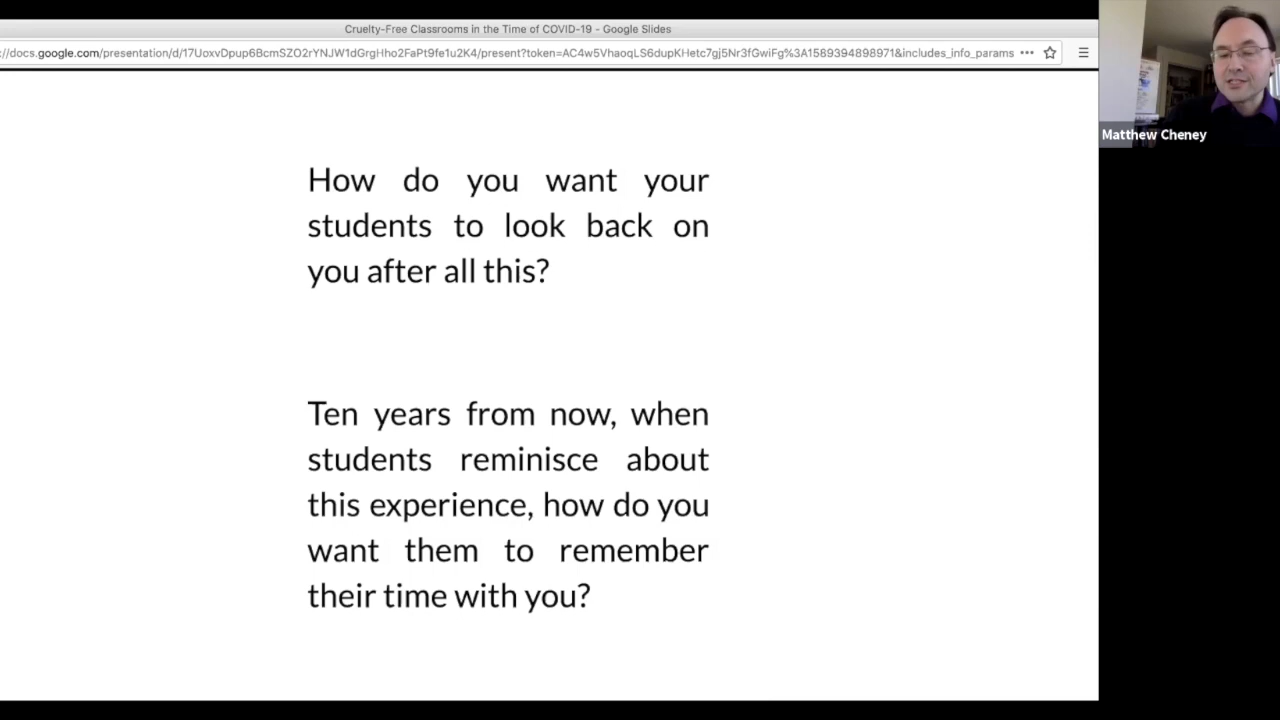 Cruelty-Free Classrooms in the Time of COVID-19 - Google Slides
://docs.google.com/presentation/d/17UoxvDpup6BcmSZO2rYNJW1dGrgHho2FaPt9fe1u2K4/present?token=AC4w5VhaoqLS6dupKHetc7gj5Nr3fGwiFg%3A1589394898971&includes_info_params
Matthew Cheney
How do you want your
students to look back on
you after all this?
Ten years from now, when
students reminisce about
this experience, how do you
want them to remember
their time with you?